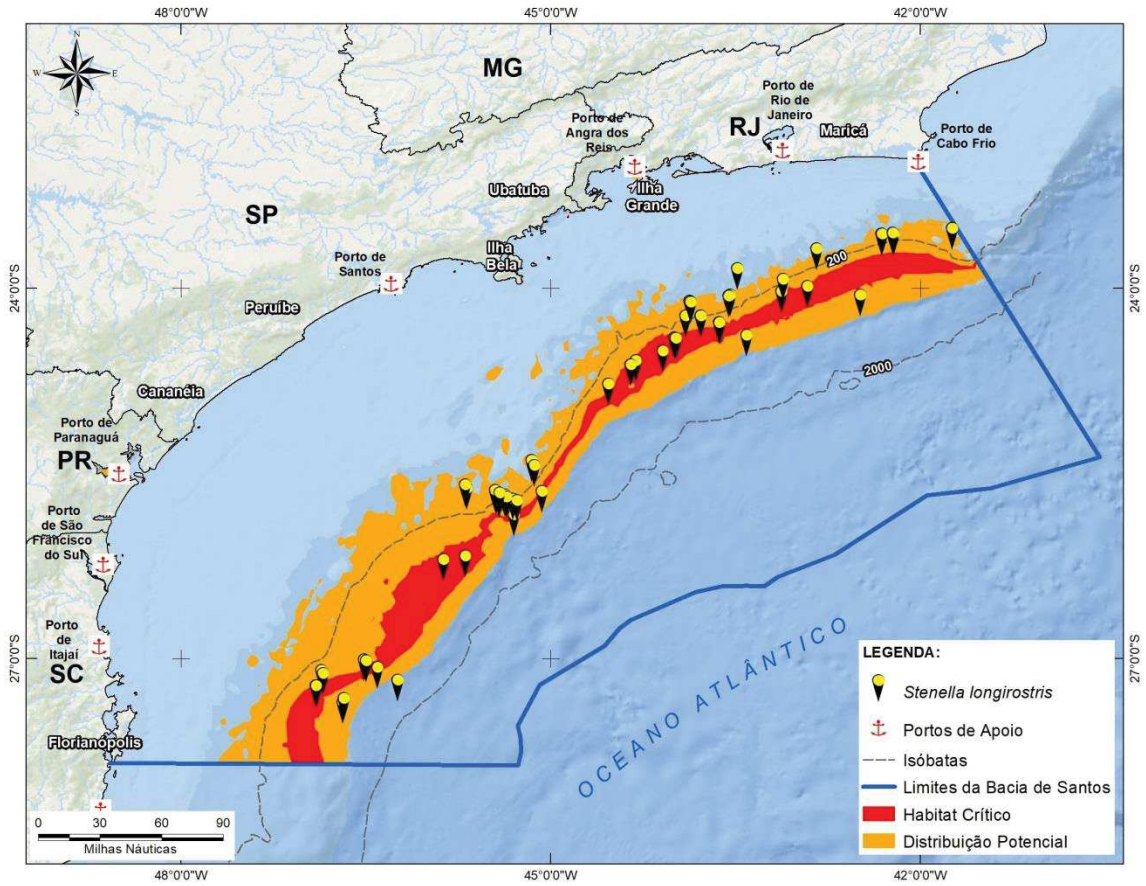 48°0'0"W
45°0'0"W
42°0'0"W
N
W
E
S
MG
Porto de
Rio de
Janeiro
Porto de
Angra dos
Reis
RJ
Maricá
Porto de
Cabo Frio
Ubatuba
Ilha
Grande
SP
Ilha
Bela
Porto de
Santos
200
24°0'0"S
24°0'0"S
Peruíbe
2000
Cananéia
Porto de
Paranaguá
PR
Porto
de São
Francisco
do Sul
Porto
de
Itajaí
27°0'0"S
27°0'0"S
SC
OCEANO ATLÂNTICO
Florianópolis
LEGENDA:
Stenella longirostris
Portos de Apoio
Isóbatas
Limites da Bacia de Santos
Habitat Crítico
Distribuição Potencial
0 30 60 90
Milhas Náuticas
48°0'0"W
45°0'0"W
42°0'0"W